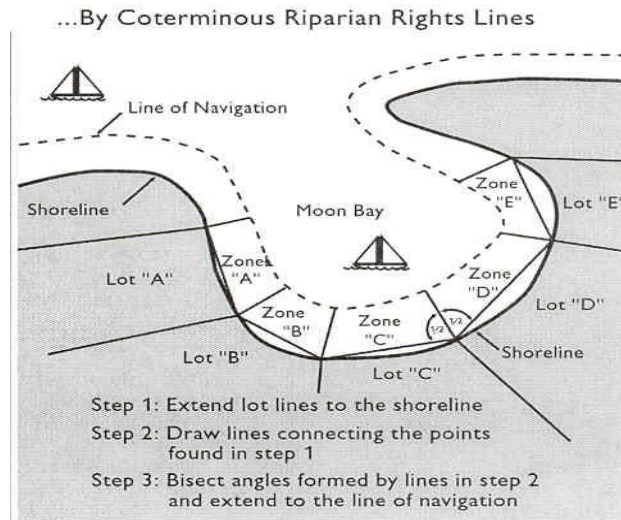 ...By Coterminous Riparian Rights Lines
Line of Navigation
Shoreline
Moon Bay
Zone
"E"
Lot "E"
Lot "A"
Zone
"A"
Zone
"B"
Zone
"C"
1/2
1/2
Zone
"D"
Lot "D"
Lot "B"
Lot "C"
Shoreline
Step 1: Extend lot lines to the shoreline
Step 2: Draw lines connecting the points
found in step 1
Step 3: Bisect angles formed by lines in step 2
and extend to the line of navigation